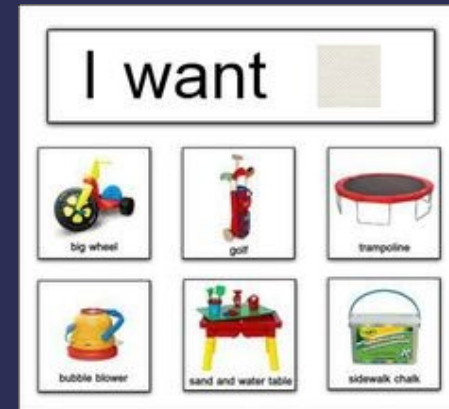 I want
big wheel
golf
trampoline
bubble blower
sand and water table
sidewalk chalk